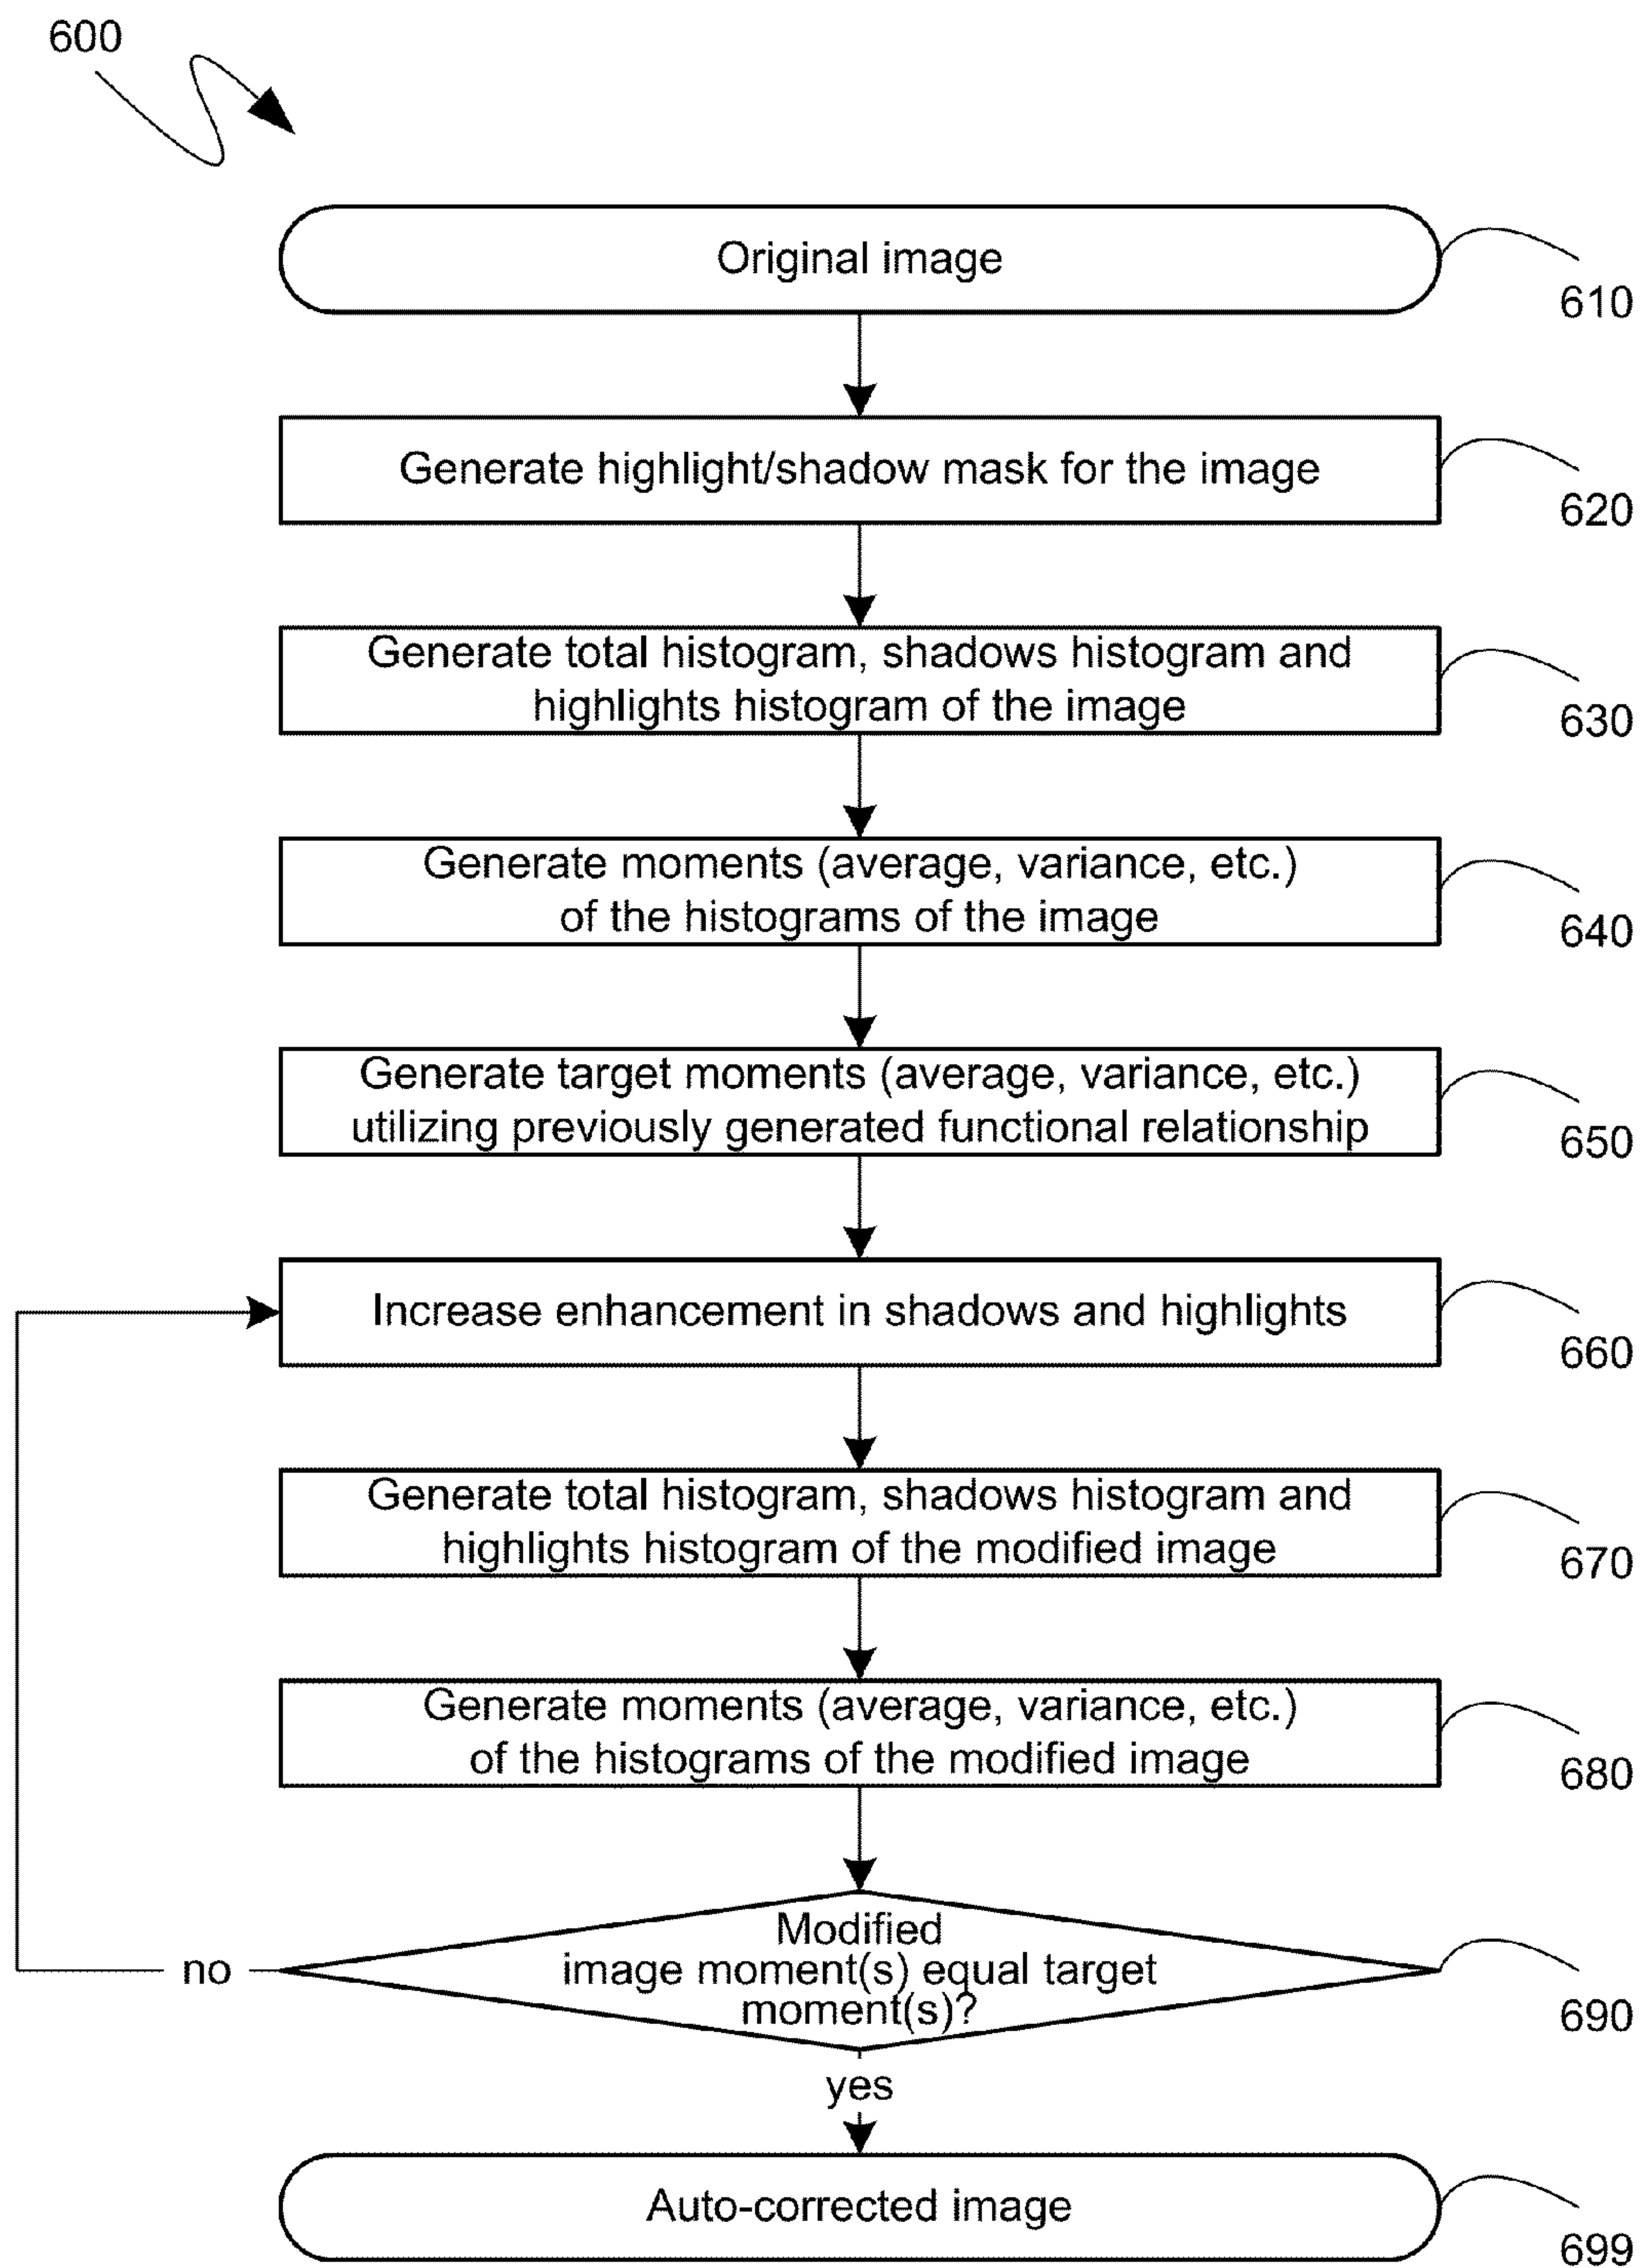 600
Original image
610
Generate highlight/shadow mask for the image
620
Generate total histogram, shadows histogram and
highlights histogram of the image
630
Generate moments (average, variance, etc.)
of the histograms of the image
640
Generate target moments (average, variance, etc.)
utilizing previously generated functional relationship
650
Increase enhancement in shadows and highlights
660
Generate total histogram, shadows histogram and
highlights histogram of the modified image
670
Generate moments (average, variance, etc.)
of the histograms of the modified image
680
Modified
image moment(s) equal target
moment(s)?
no
690
yes
Auto-corrected image
699